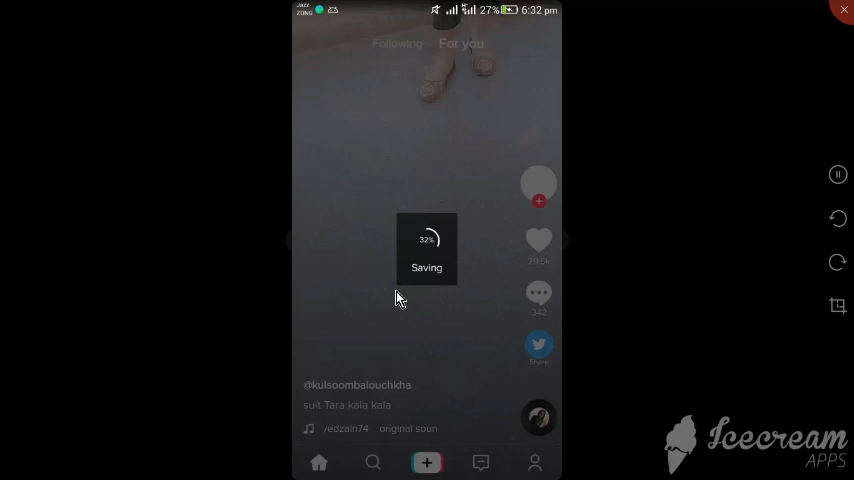 Jazz
ZONG
27% 6:32 pm
Following For you
32%
Saving
29.5k
342
Share
@kulsoombalouchkha
suit Tara kala kala
/edzain74 original soun
Icecream
APPS